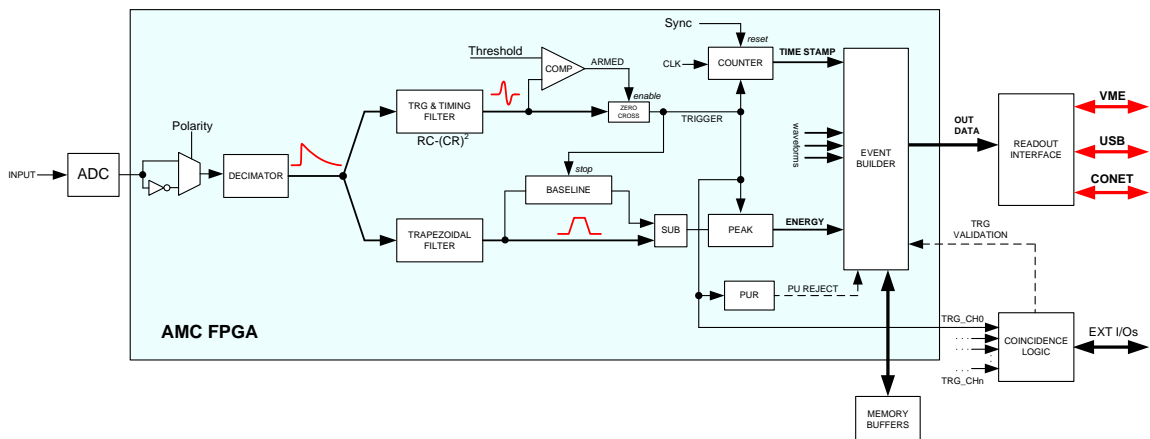 Sync
reset
Threshold
COMP
ARMED
CLK
COUNTER
TIME STAMP
enable
TRG & TIMING
FILTER
RC-(CR)²
ZERO
CROSS
TRIGGER
Polarity
INPUT
ADC
DECIMATOR
stop
BASELINE
TRAPEZOIDAL
FILTER
SUB
PEAK
ENERGY
waveforms
EVENT
BUILDER
OUT
DATA
READOUT
INTERFACE
VME
USB
CONET
TRG
VALIDATION
PUR
PU REJECT
AMC FPGA
TRG_CH0
. . .
. . .
:
. . .
TRG_CHn
COINCIDENCE
LOGIC
EXT I/Os
MEMORY
BUFFERS